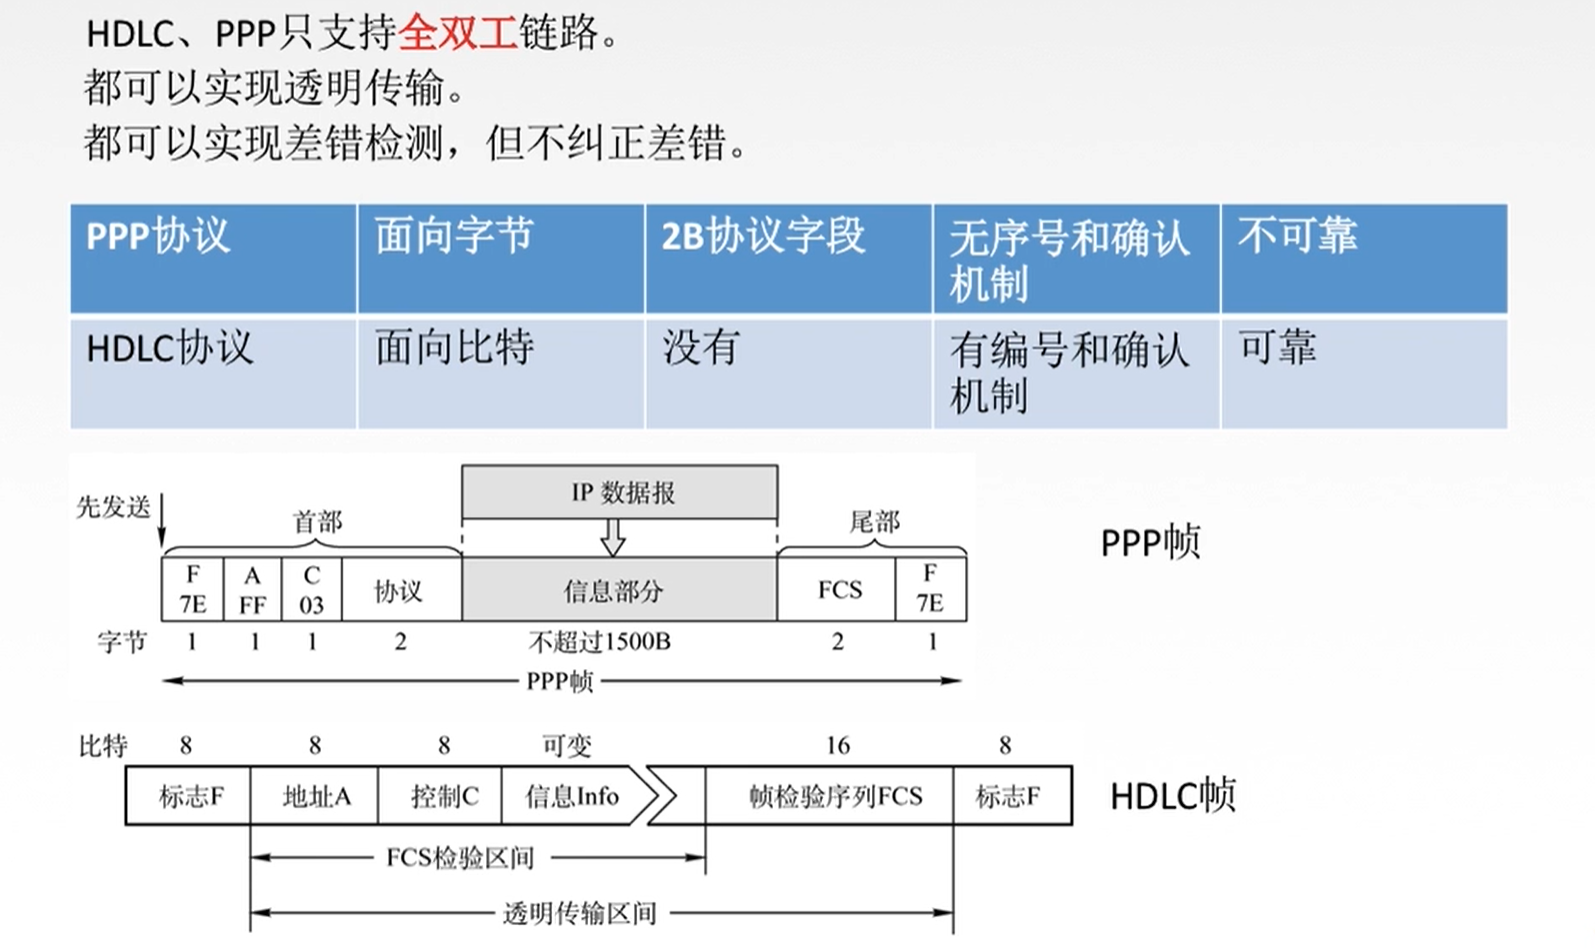 HDLC、PPP只支持全双工链路。
都可以实现透明传输。
都可以实现差错检测，但不纠正差错。
PPP协议 面向字节 2B协议字段 无序号和确认机制 不可靠
HDLC协议 面向比特 没有 有编号和确认机制 可靠
IP 数据报
先发送 首部 尾部
PPP帧
F 7E A FF C 03 协议 信息部分 FCS F 7E
字节 1 1 1 2 不超过1500B 2 1
PPP帧
比特 8 8 8 可变 16 8
标志F 地址A 控制C 信息Info 帧检验序列FCS 标志F
HDLC帧
FCS检验区间
透明传输区间